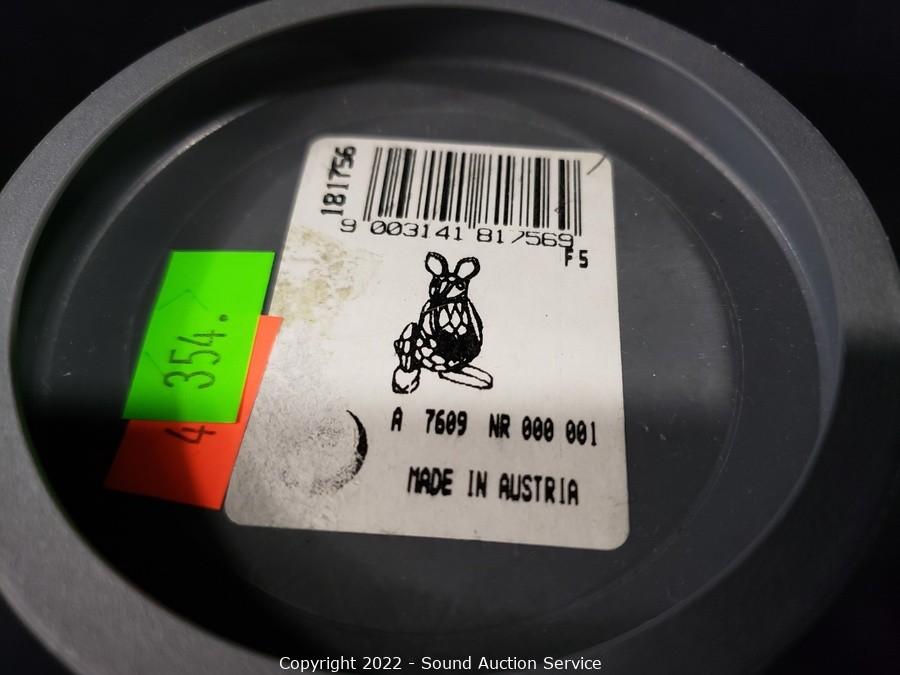 181756
9 003141 817569
F5
354.
4
A 7609 NR 000 001
MADE IN AUSTRIA
Copyright 2022 - Sound Auction Service